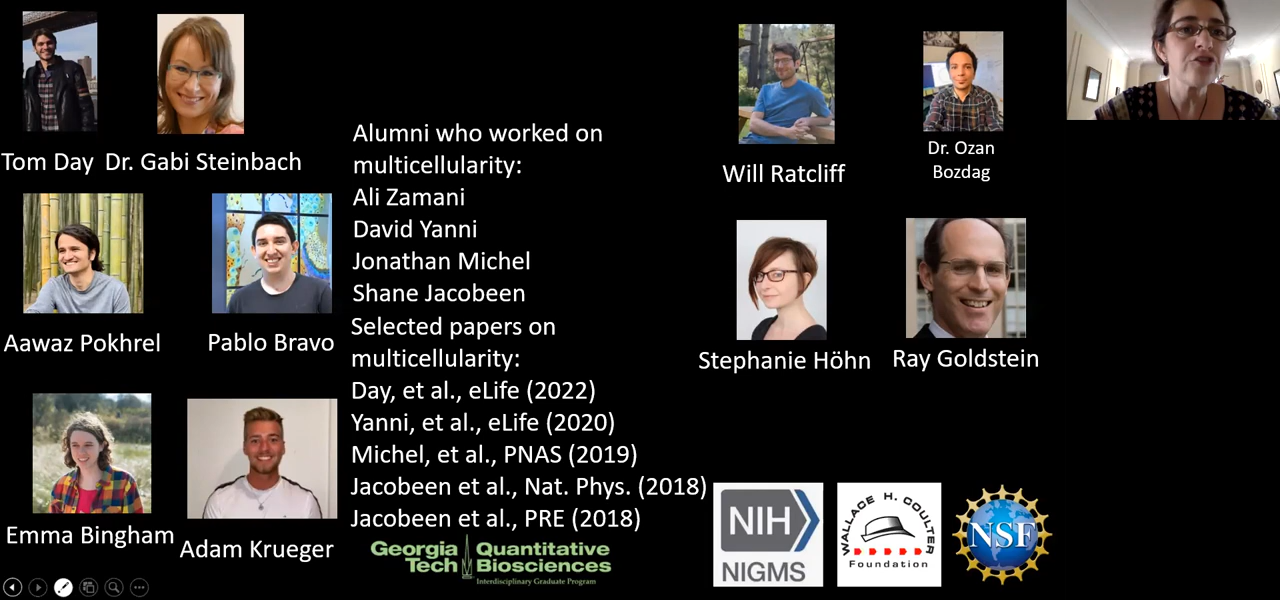 Tom Day
Dr. Gabi Steinbach
Aawaz Pokhrel
Pablo Bravo
Emma Bingham
Adam Krueger
Alumni who worked on
multicellularity:
Ali Zamani
David Yanni
Jonathan Michel
Shane Jacobeen
Selected papers on
multicellularity:
Day, et al., eLife (2022)
Yanni, et al., eLife (2020)
Michel, et al., PNAS (2019)
Jacobeen et al., Nat. Phys. (2018)
Jacobeen et al., PRE (2018)
Georgia
Tech
Quantitative
Biosciences
Interdisciplinary Graduate Program
Will Ratcliff
Dr. Ozan
Bozdag
Stephanie Höhn
Ray Goldstein
NIH
NIGMS
WALLACE H. COULTER
Foundation
NSF